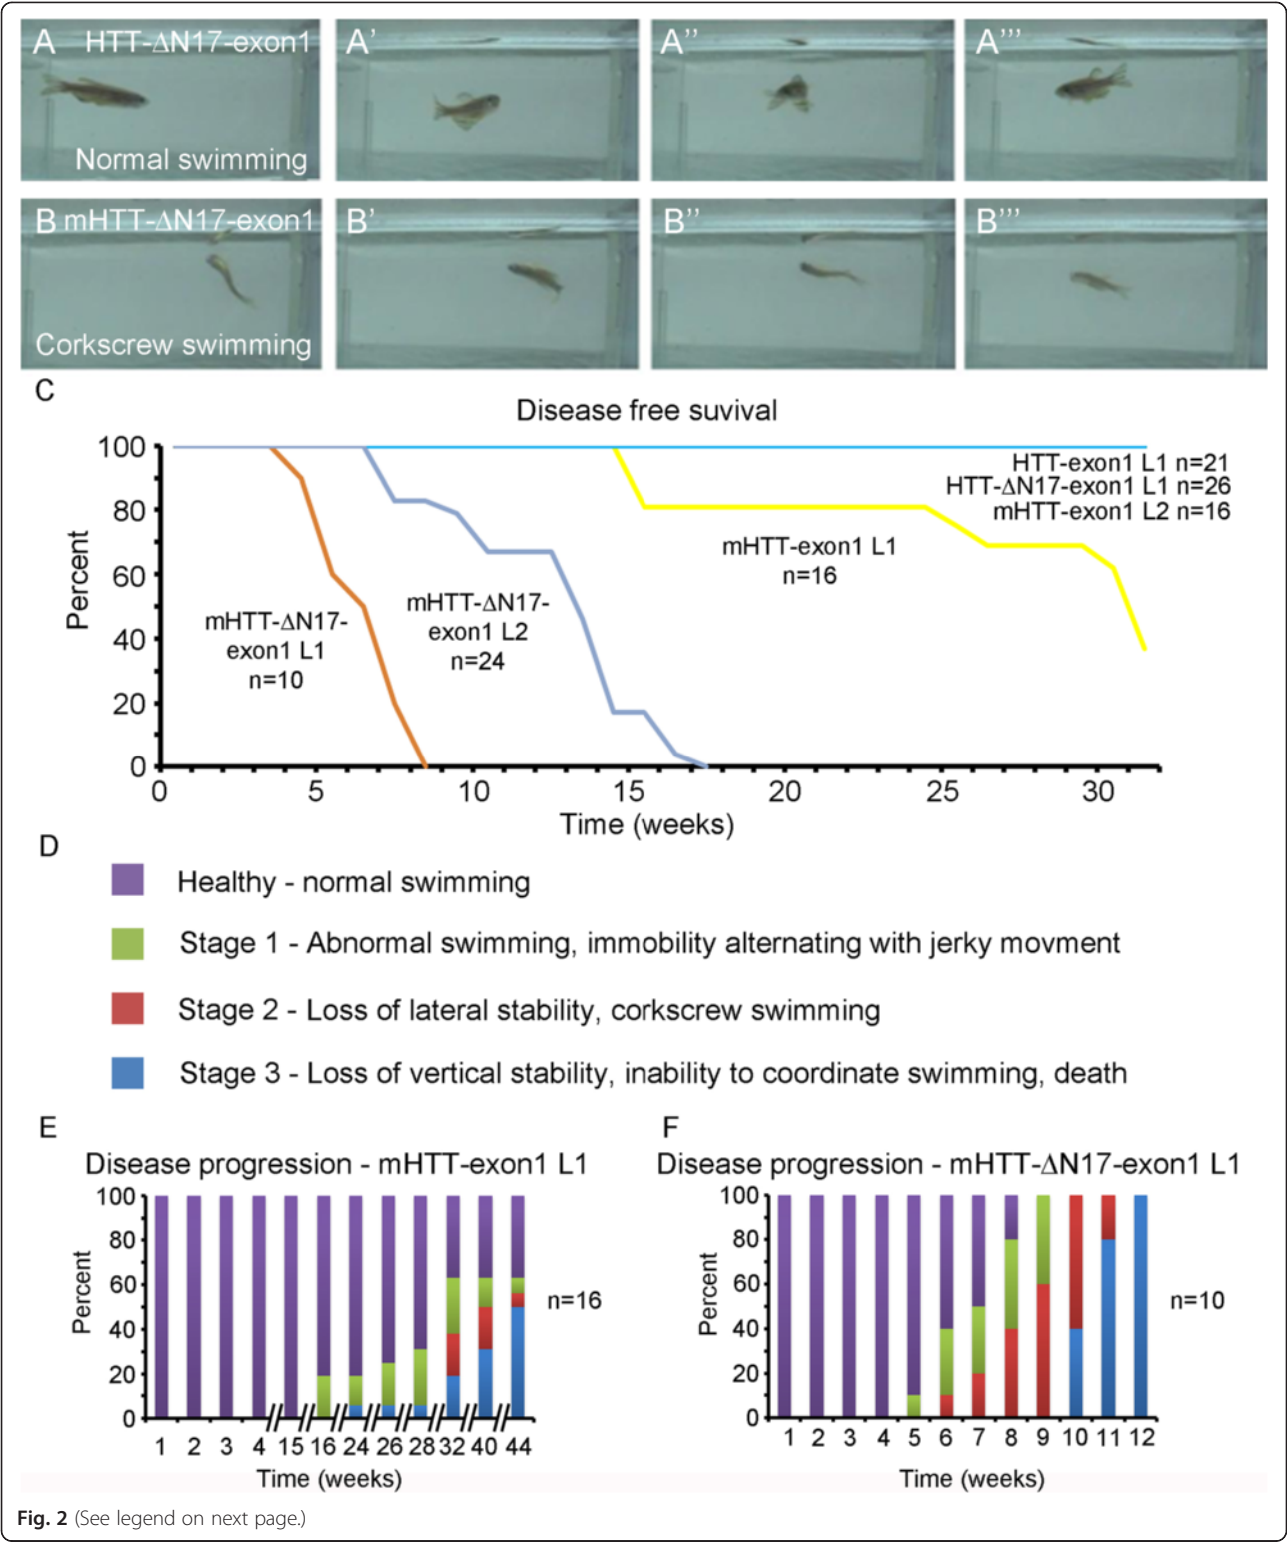 A HTT-ΔN17-exon1
Normal swimming
A’
A’’
A’’’
B mHTT-ΔN17-exon1
Corkscrew swimming
B’
B’’
B’’’
C
Disease free suvival
Percent
100
80
60
40
20
0
HTT-exon1 L1 n=21
HTT-ΔN17-exon1 L1 n=26
mHTT-exon1 L2 n=16
mHTT-exon1 L1
n=16
mHTT-ΔN17-
exon1 L2
n=24
mHTT-ΔN17-
exon1 L1
n=10
0 5 10 15 20 25 30
Time (weeks)
D
Healthy - normal swimming
Stage 1 - Abnormal swimming, immobility alternating with jerky movment
Stage 2 - Loss of lateral stability, corkscrew swimming
Stage 3 - Loss of vertical stability, inability to coordinate swimming, death
E
Disease progression - mHTT-exon1 L1
Percent
100
80
60
40
20
0
n=16
1 2 3 4 15 16 24 26 28 32 40 44
Time (weeks)
F
Disease progression - mHTT-ΔN17-exon1 L1
Percent
100
80
60
40
20
0
n=10
1 2 3 4 5 6 7 8 9 10 11 12
Time (weeks)
Fig. 2 (See legend on next page.)